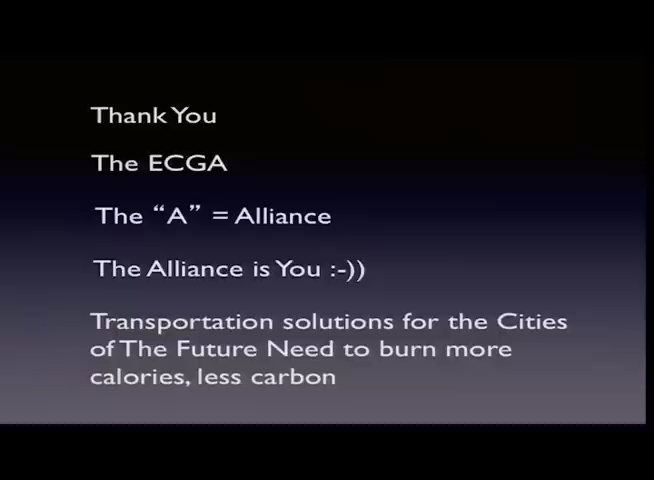 Thank You
The ECGA
The “A” = Alliance
The Alliance is You :-))
Transportation solutions for the Cities
of The Future Need to burn more
calories, less carbon